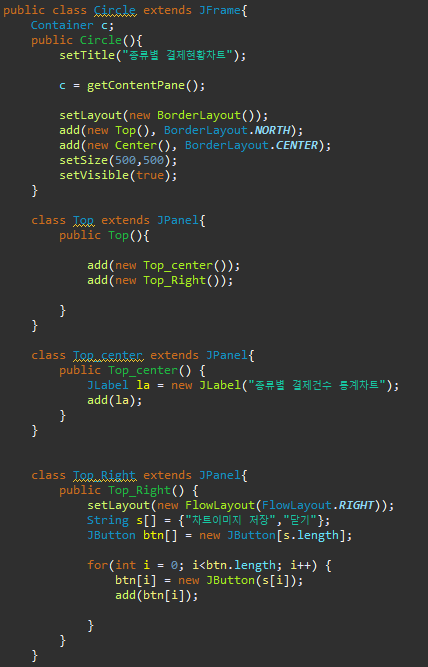 public class Circle extends JFrame{
    Container c;
    public Circle(){
        setTitle("종류별 결제현황차트");

        c = getContentPane();

        setLayout(new BorderLayout());
        add(new Top(), BorderLayout.NORTH);
        add(new Center(), BorderLayout.CENTER);
        setSize(500,500);
        setVisible(true);
    }

    class Top extends JPanel{
        public Top(){

            add(new Top_center());
            add(new Top_Right());

        }
    }

    class Top_center extends JPanel{
        public Top_center() {
            JLabel la = new JLabel("종류별 결제건수 통계차트");
            add(la);
        }
    }


    class Top_Right extends JPanel{
        public Top_Right() {
            setLayout(new FlowLayout(FlowLayout.RIGHT));
            String s[] = {"차트이미지 저장","닫기"};
            JButton btn[] = new JButton[s.length];

            for(int i = 0; i<btn.length; i++) {
                btn[i] = new JButton(s[i]);
                add(btn[i]);

            }
        }
    }